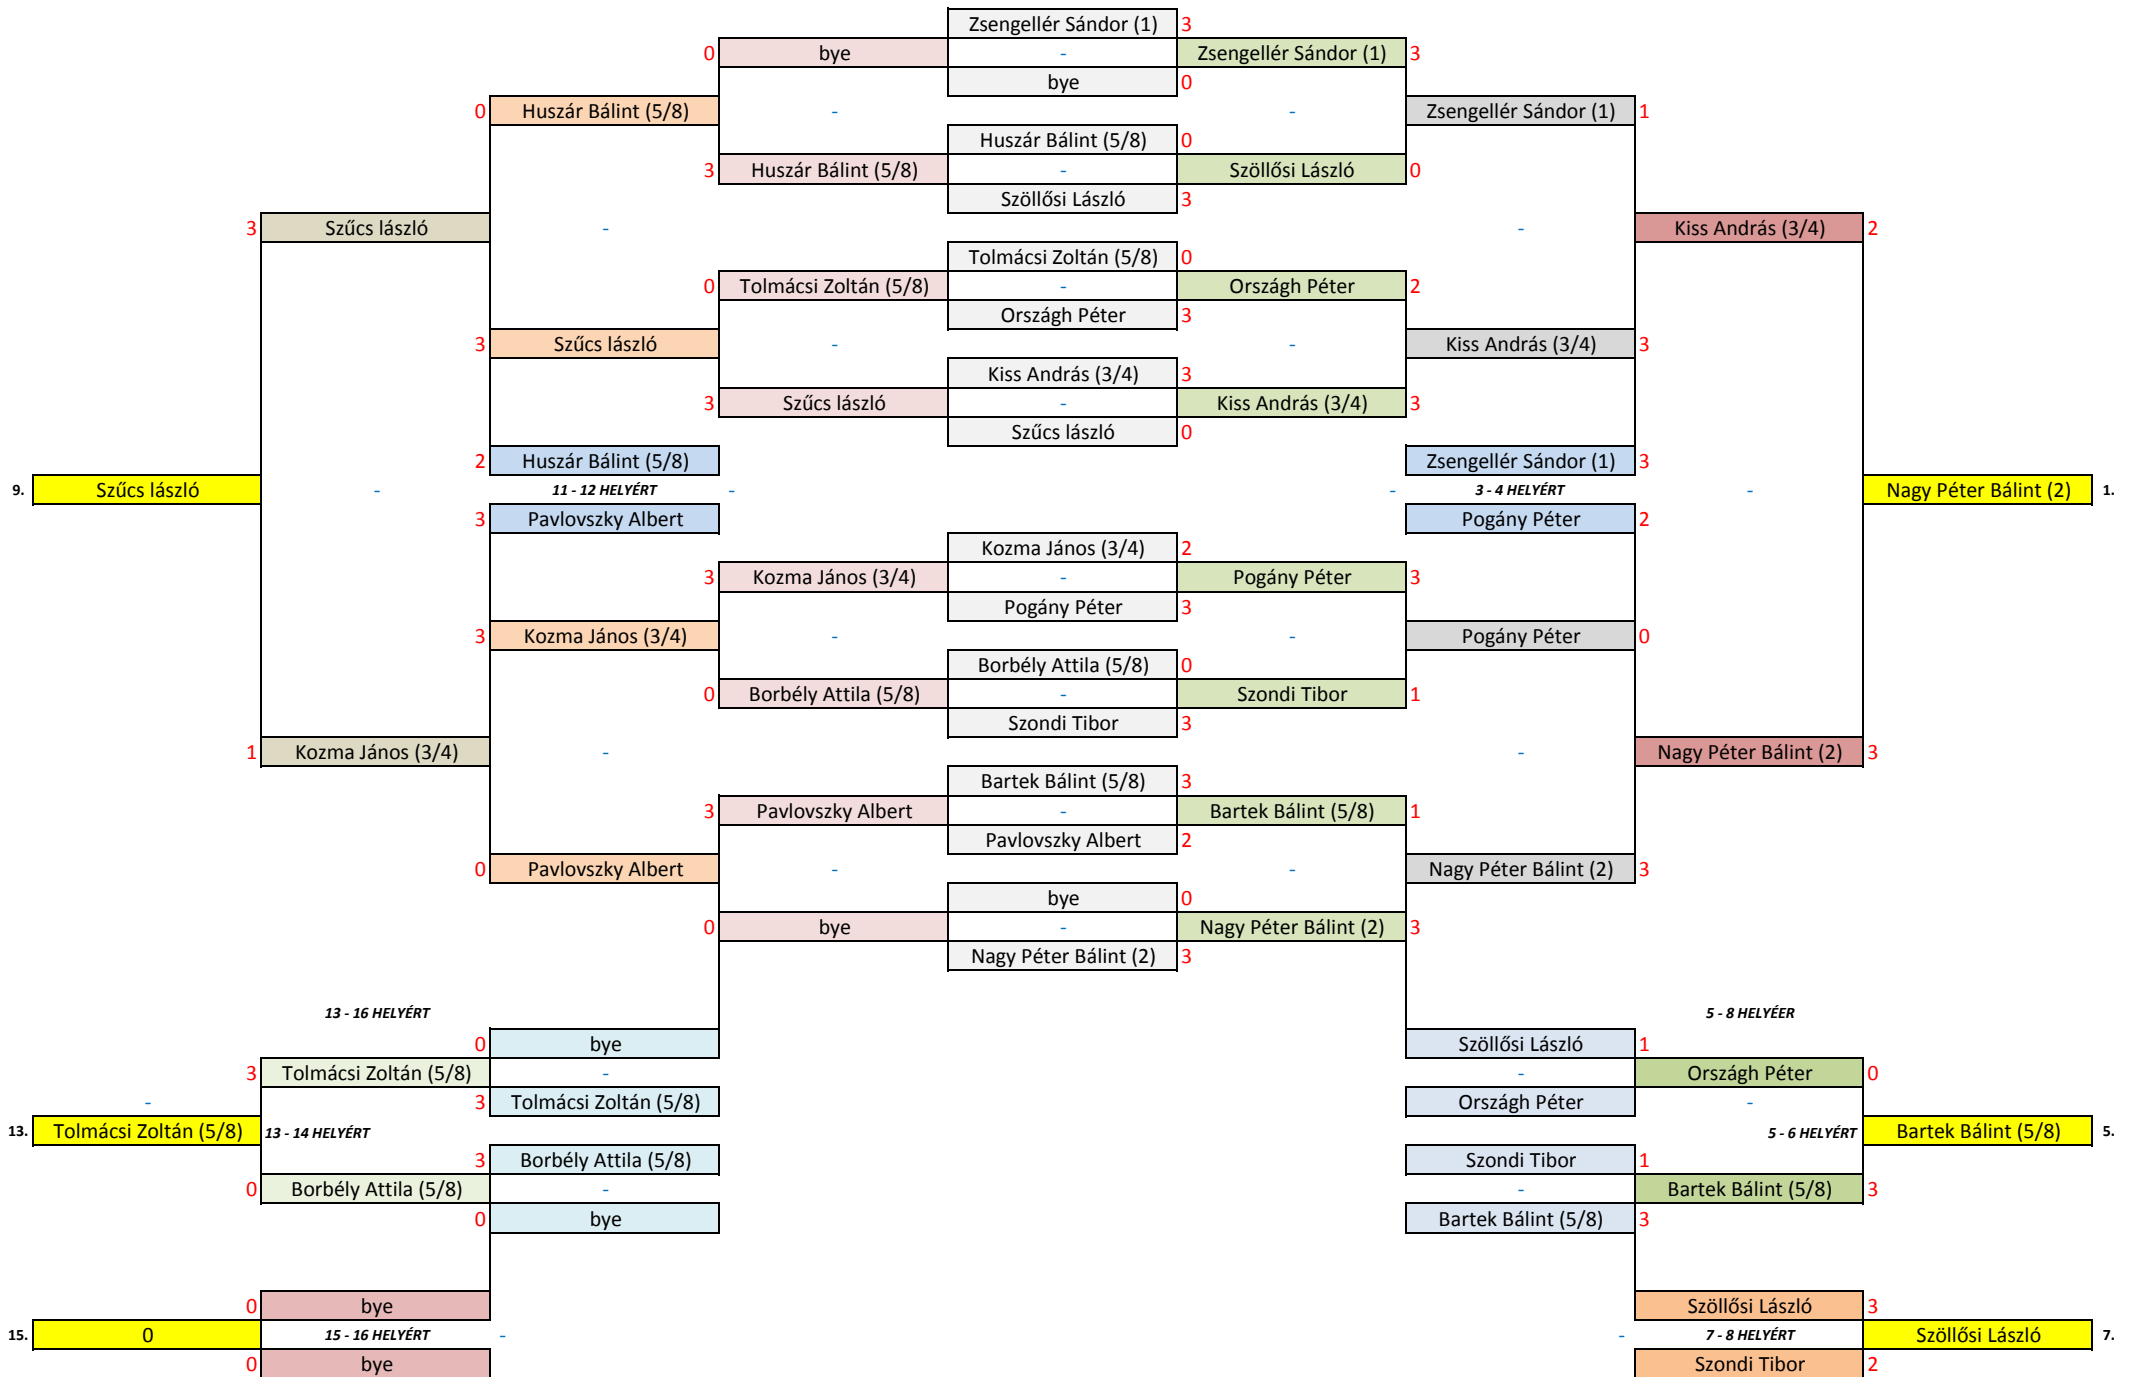 Zsengellér Sándor (1) 3
0 bye - Zsengellér Sándor (1) 3
bye 0
0 Huszár Bálint (5/8) - - Zsengellér Sándor (1) 1
Huszár Bálint (5/8) 0
3 Huszár Bálint (5/8) - Szöllősi László 0
Szöllősi László 3
3 Szűcs lászló - - Kiss András (3/4) 2
Tolmácsi Zoltán (5/8) 0
0 Tolmácsi Zoltán (5/8) - Országh Péter 2
Országh Péter 3
3 Szűcs lászló - - Kiss András (3/4) 3
Kiss András (3/4) 3
3 Szűcs lászló - Kiss András (3/4) 3
Szűcs lászló 0
2 Huszár Bálint (5/8) Zsengellér Sándor (1) 3
9. Szűcs lászló - 11 - 12 HELYÉRT - - 3 - 4 HELYÉRT - Nagy Péter Bálint (2) 1.
3 Pavlovszky Albert Pogány Péter 2
Kozma János (3/4) 2
3 Kozma János (3/4) - Pogány Péter 3
Pogány Péter 3
3 Kozma János (3/4) - - Pogány Péter 0
Borbély Attila (5/8) 0
0 Borbély Attila (5/8) - Szondi Tibor 1
Szondi Tibor 3
1 Kozma János (3/4) - - Nagy Péter Bálint (2) 3
Bartek Bálint (5/8) 3
3 Pavlovszky Albert - Bartek Bálint (5/8) 1
Pavlovszky Albert 2
0 Pavlovszky Albert - - Nagy Péter Bálint (2) 3
bye 0
0 bye - Nagy Péter Bálint (2) 3
Nagy Péter Bálint (2) 3
13 - 16 HELYÉRT 5 - 8 HELYÉER
0 bye Szöllősi László 1
3 Tolmácsi Zoltán (5/8) - - Országh Péter 0
- 3 Tolmácsi Zoltán (5/8) Országh Péter -
13. Tolmácsi Zoltán (5/8) 13 - 14 HELYÉRT 5 - 6 HELYÉRT Bartek Bálint (5/8) 5.
3 Borbély Attila (5/8) Szondi Tibor 1
0 Borbély Attila (5/8) - - Bartek Bálint (5/8) 3
0 bye Bartek Bálint (5/8) 3
0 bye Szöllősi László 3
15. 0 15 - 16 HELYÉRT - - 7 - 8 HELYÉRT Szöllősi László 7.
0 bye Szondi Tibor 2